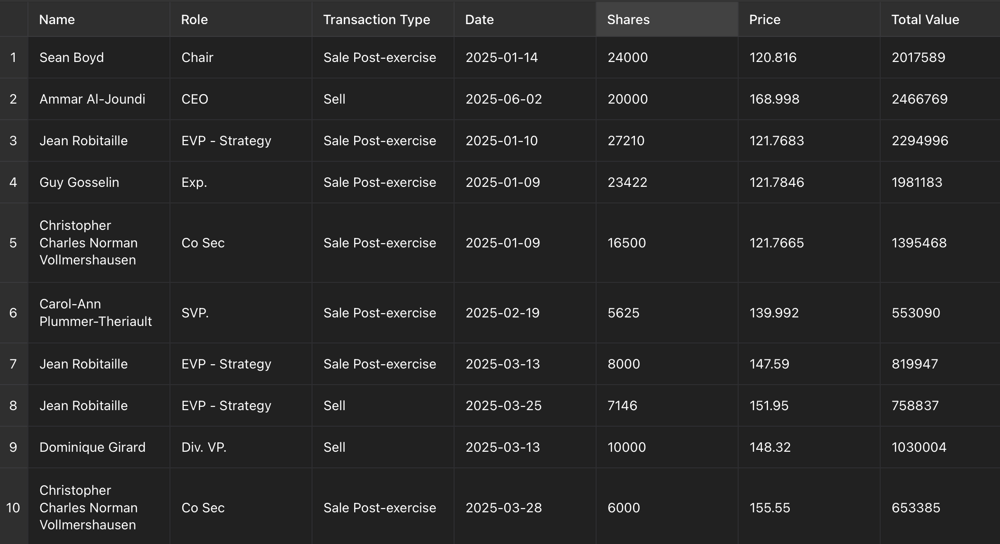 Name Role Transaction Type Date Shares Price Total Value
1 Sean Boyd Chair Sale Post-exercise 2025-01-14 24000 120.816 2017589
2 Ammar Al-Joundi CEO Sell 2025-06-02 20000 168.998 2466769
3 Jean Robitaille EVP - Strategy Sale Post-exercise 2025-01-10 27210 121.7683 2294996
4 Guy Gosselin Exp. Sale Post-exercise 2025-01-09 23422 121.7846 1981183
Christopher
5 Charles Norman Co Sec Sale Post-exercise 2025-01-09 16500 121.7665 1395468
Vollmershausen
Carol-Ann
6 Plummer-Theriault SVP. Sale Post-exercise 2025-02-19 5625 139.992 553090
7 Jean Robitaille EVP - Strategy Sale Post-exercise 2025-03-13 8000 147.59 819947
8 Jean Robitaille EVP - Strategy Sell 2025-03-25 7146 151.95 758837
9 Dominique Girard Div. VP. Sell 2025-03-13 10000 148.32 1030004
Christopher
10 Charles Norman Co Sec Sale Post-exercise 2025-03-28 6000 155.55 653385
Vollmershausen